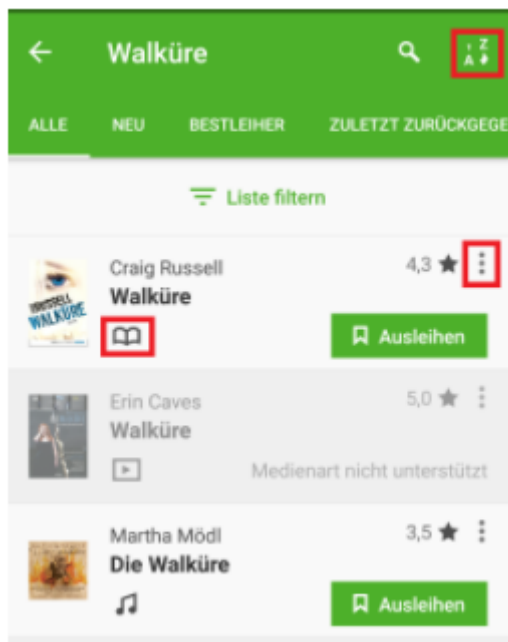 Walküre
A Z
ALLE NEU BESTLEIHER ZULETZT ZURÜCKGEGE
Liste filtern
Craig Russell 4,3
Walküre
RUSSELL
WALKÜRE
Ausleihen
Erin Caves 5,0
Walküre
Medienart nicht unterstützt
Martha Mödl 3,5
Die Walküre
Ausleihen